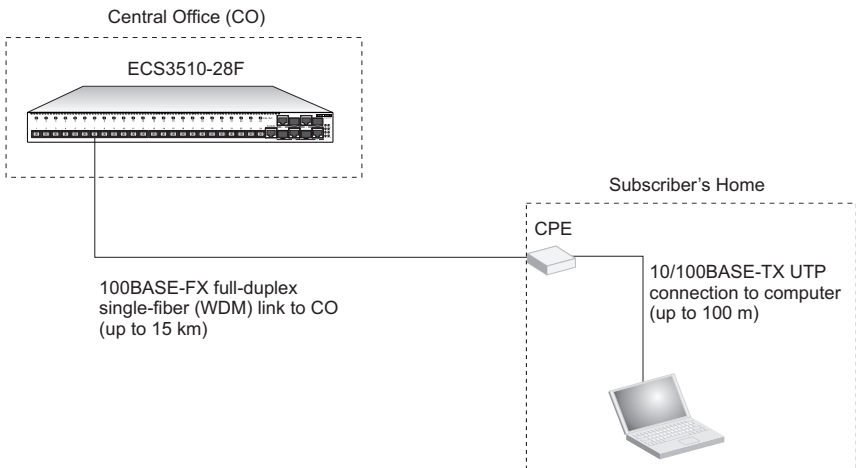 Central Office (CO)
ECS3510-28F
Subscriber's Home
CPE
10/100BASE-TX UTP
connection to computer
(up to 100 m)
100BASE-FX full-duplex
single-fiber (WDM) link to CO
(up to 15 km)